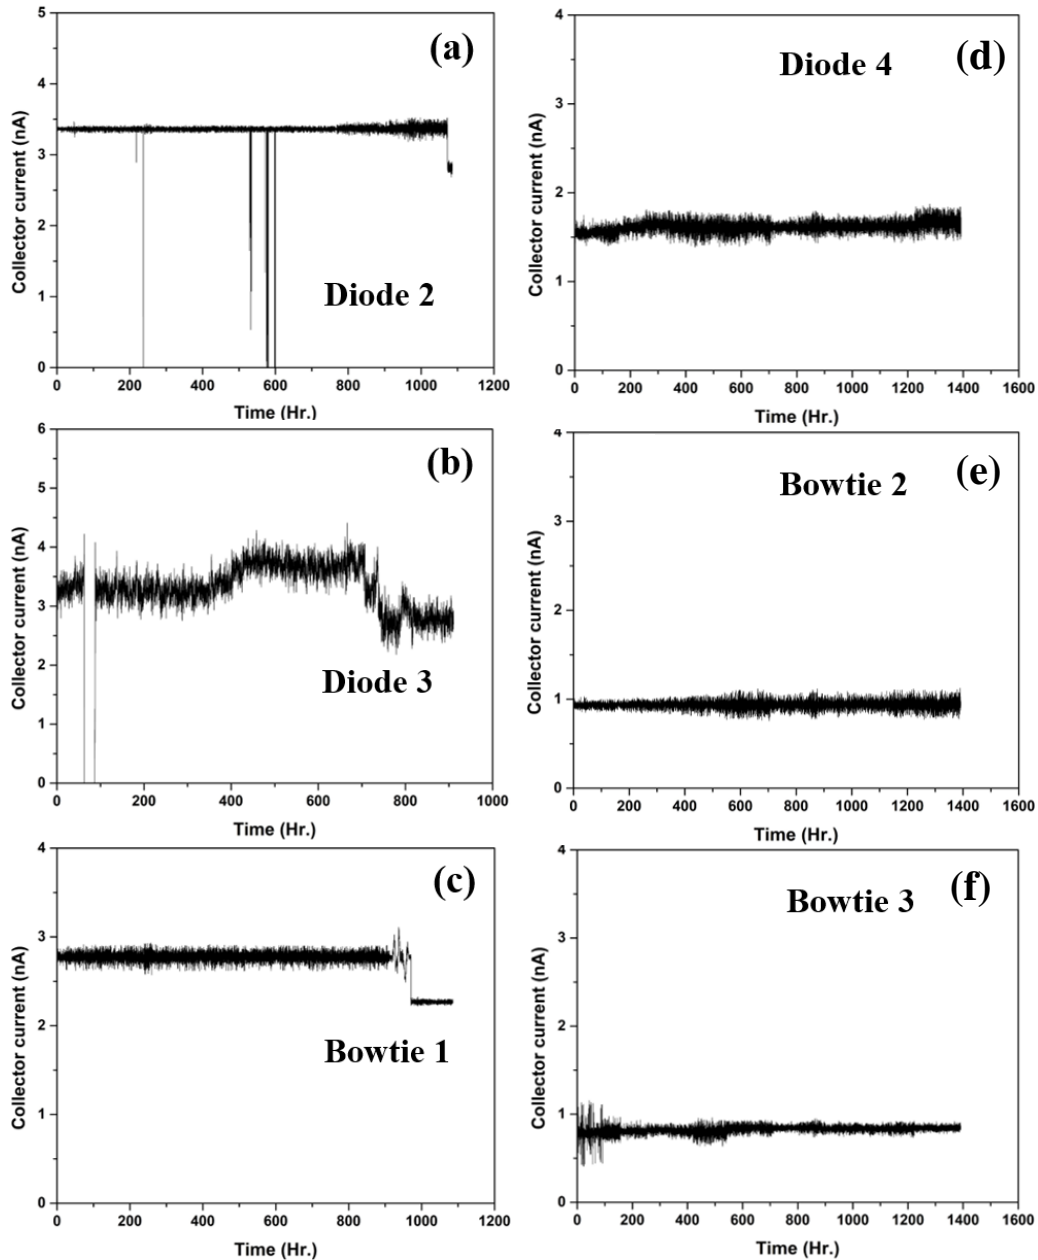 (a)
Diode 2
Collector current (nA)
5
4
3
2
1
0
0 200 400 600 800 1000 1200
Time (Hr.)
(b)
Diode 3
Collector current (nA)
6
5
4
3
2
1
0
0 200 400 600 800 1000
Time (Hr.)
(c)
Bowtie 1
Collector current (nA)
4
3
2
1
0
0 200 400 600 800 1000 1200
Time (Hr.)
Diode 4 (d)
Collector current (nA)
4
3
2
1
0
0 200 400 600 800 1000 1200 1400 1600
Time (Hr.)
Bowtie 2 (e)
Collector current (nA)
4
3
2
1
0
0 200 400 600 800 1000 1200 1400 1600
Time (Hr.)
Bowtie 3 (f)
Collector current (nA)
4
3
2
1
0
0 200 400 600 800 1000 1200 1400 1600
Time (Hr.)